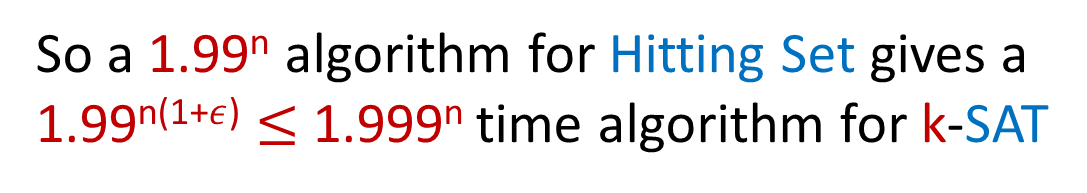 So a 1.99ⁿ algorithm for Hitting Set gives a
1.99ⁿ⁽¹⁺ᵋ⁾ ≤ 1.999ⁿ time algorithm for k-SAT